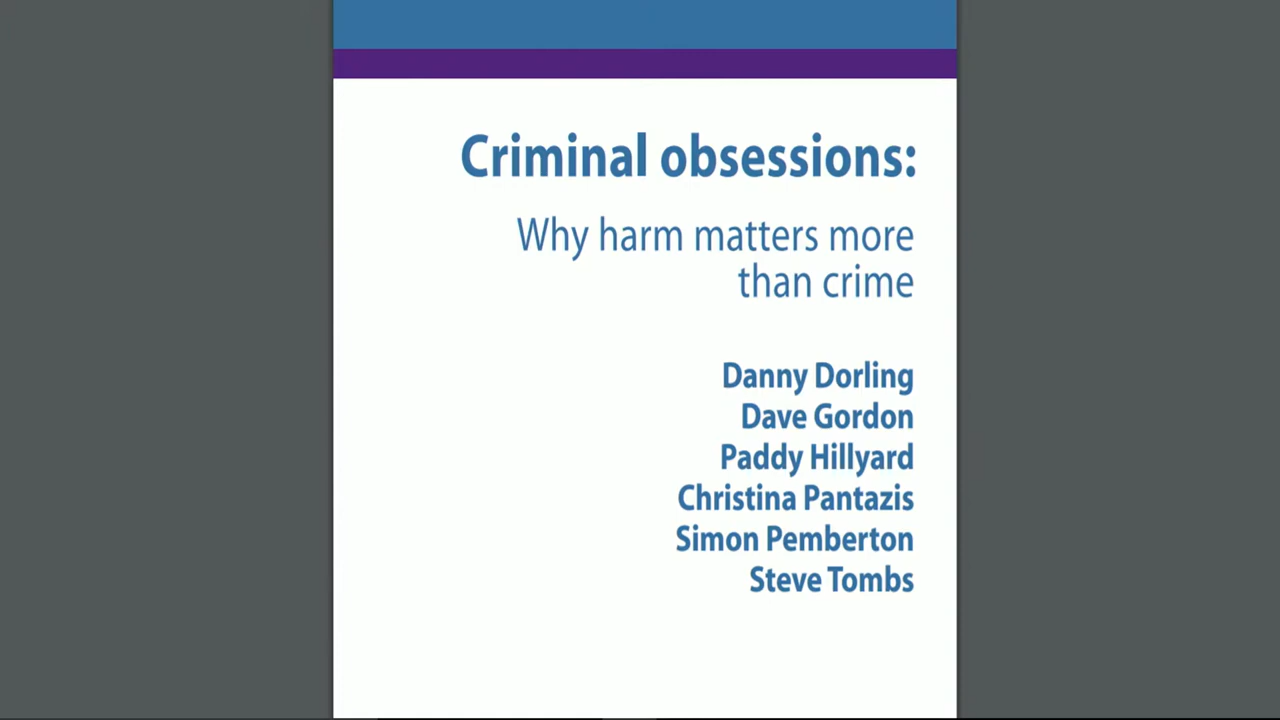 Criminal obsessions:
Why harm matters more
than crime
Danny Dorling
Dave Gordon
Paddy Hillyard
Christina Pantazis
Simon Pemberton
Steve Tombs